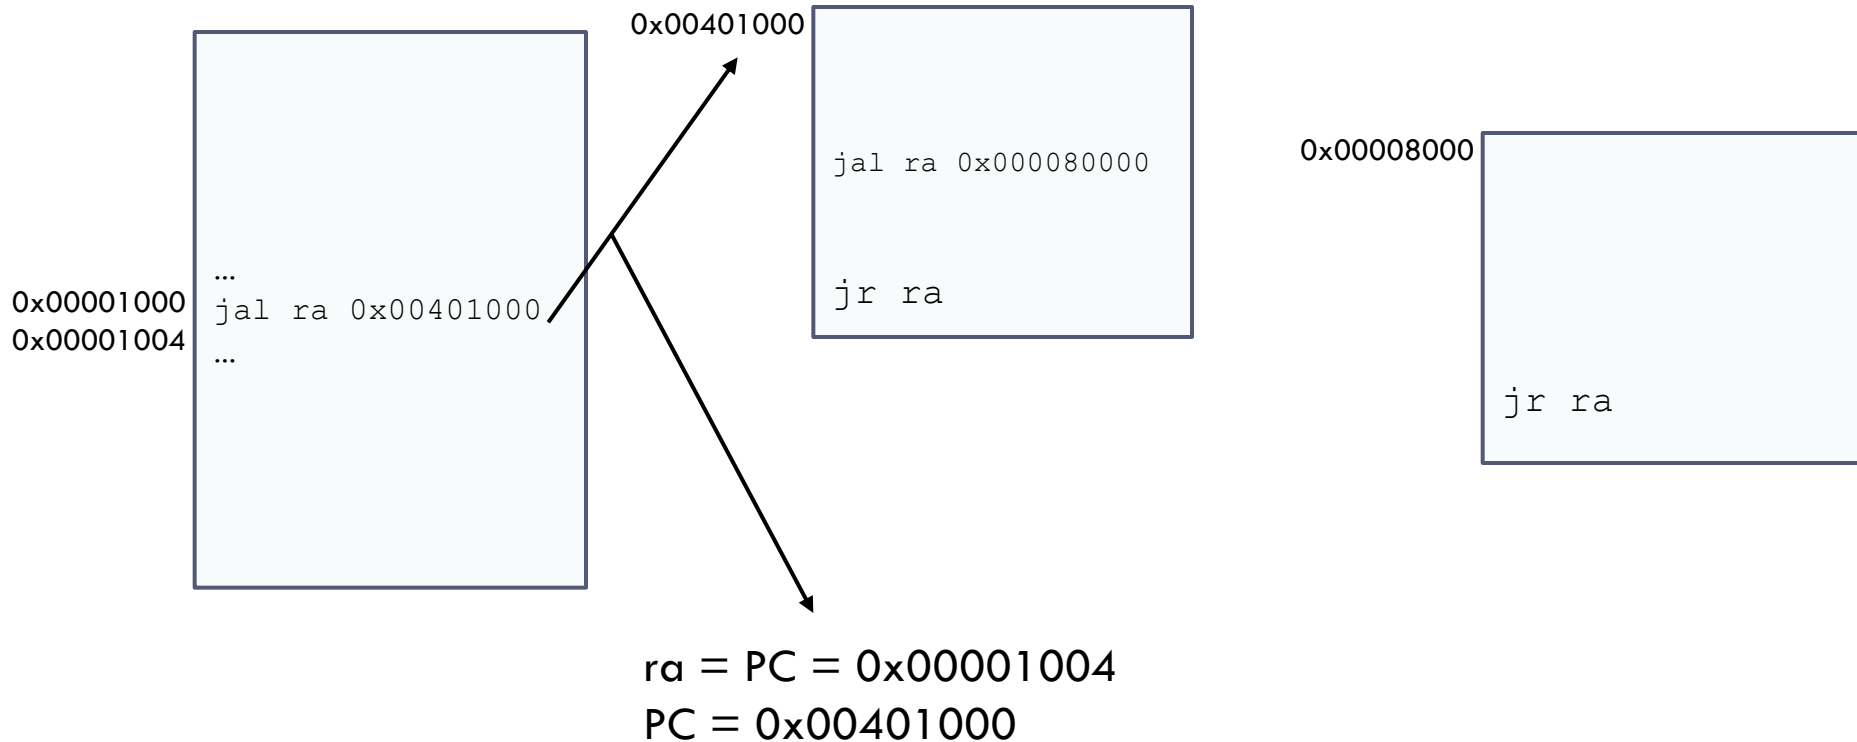 0x00001000
0x00001004
...
jal ra 0x00401000
...
0x00401000
jal ra 0x000080000
jr ra
0x00008000
jr ra
ra = PC = 0x00001004
PC = 0x00401000